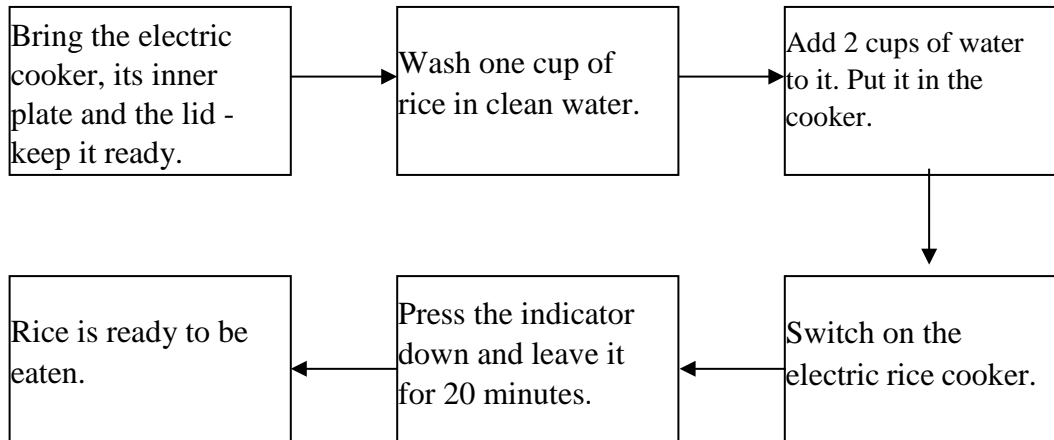 Bring the electric
cooker, its inner
plate and the lid -
keep it ready.
Wash one cup of
rice in clean water.
Add 2 cups of water
to it. Put it in the
cooker.
Switch on the
electric rice cooker.
Press the indicator
down and leave it
for 20 minutes.
Rice is ready to be
eaten.